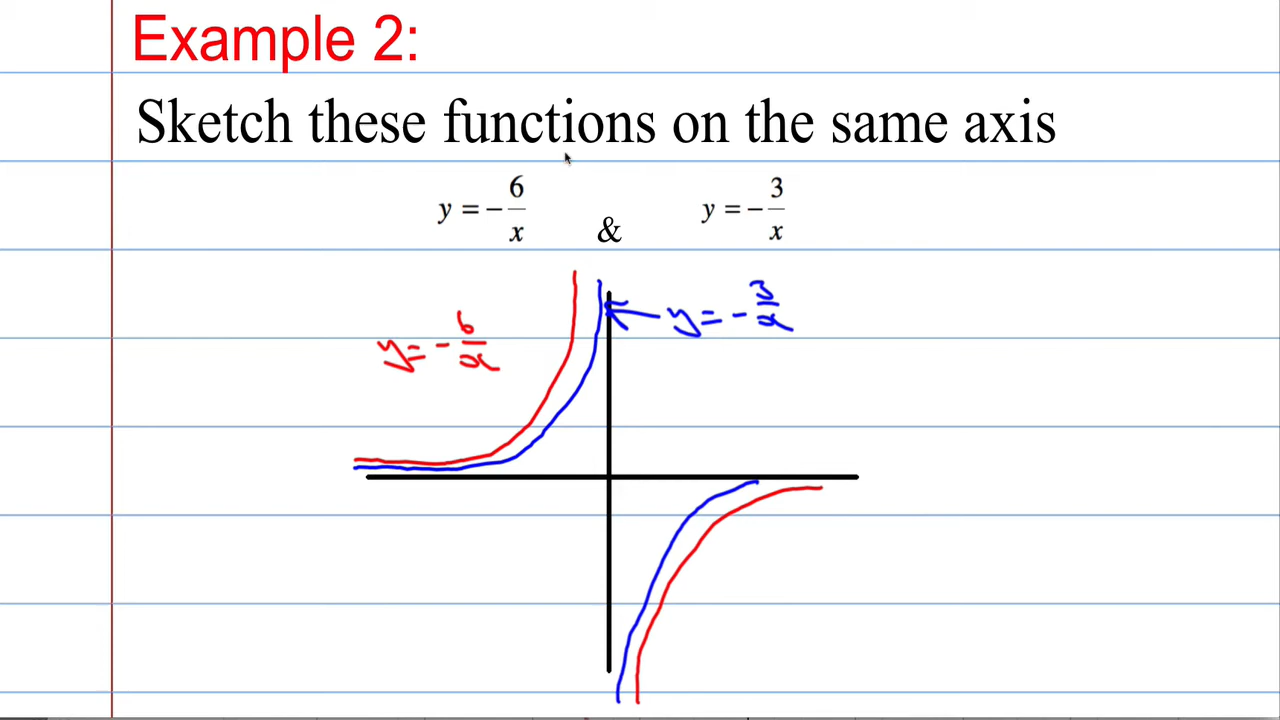 Example 2:
Sketch these functions on the same axis
y = -6/x & y = -3/x
y = -3/x
y = -6/x